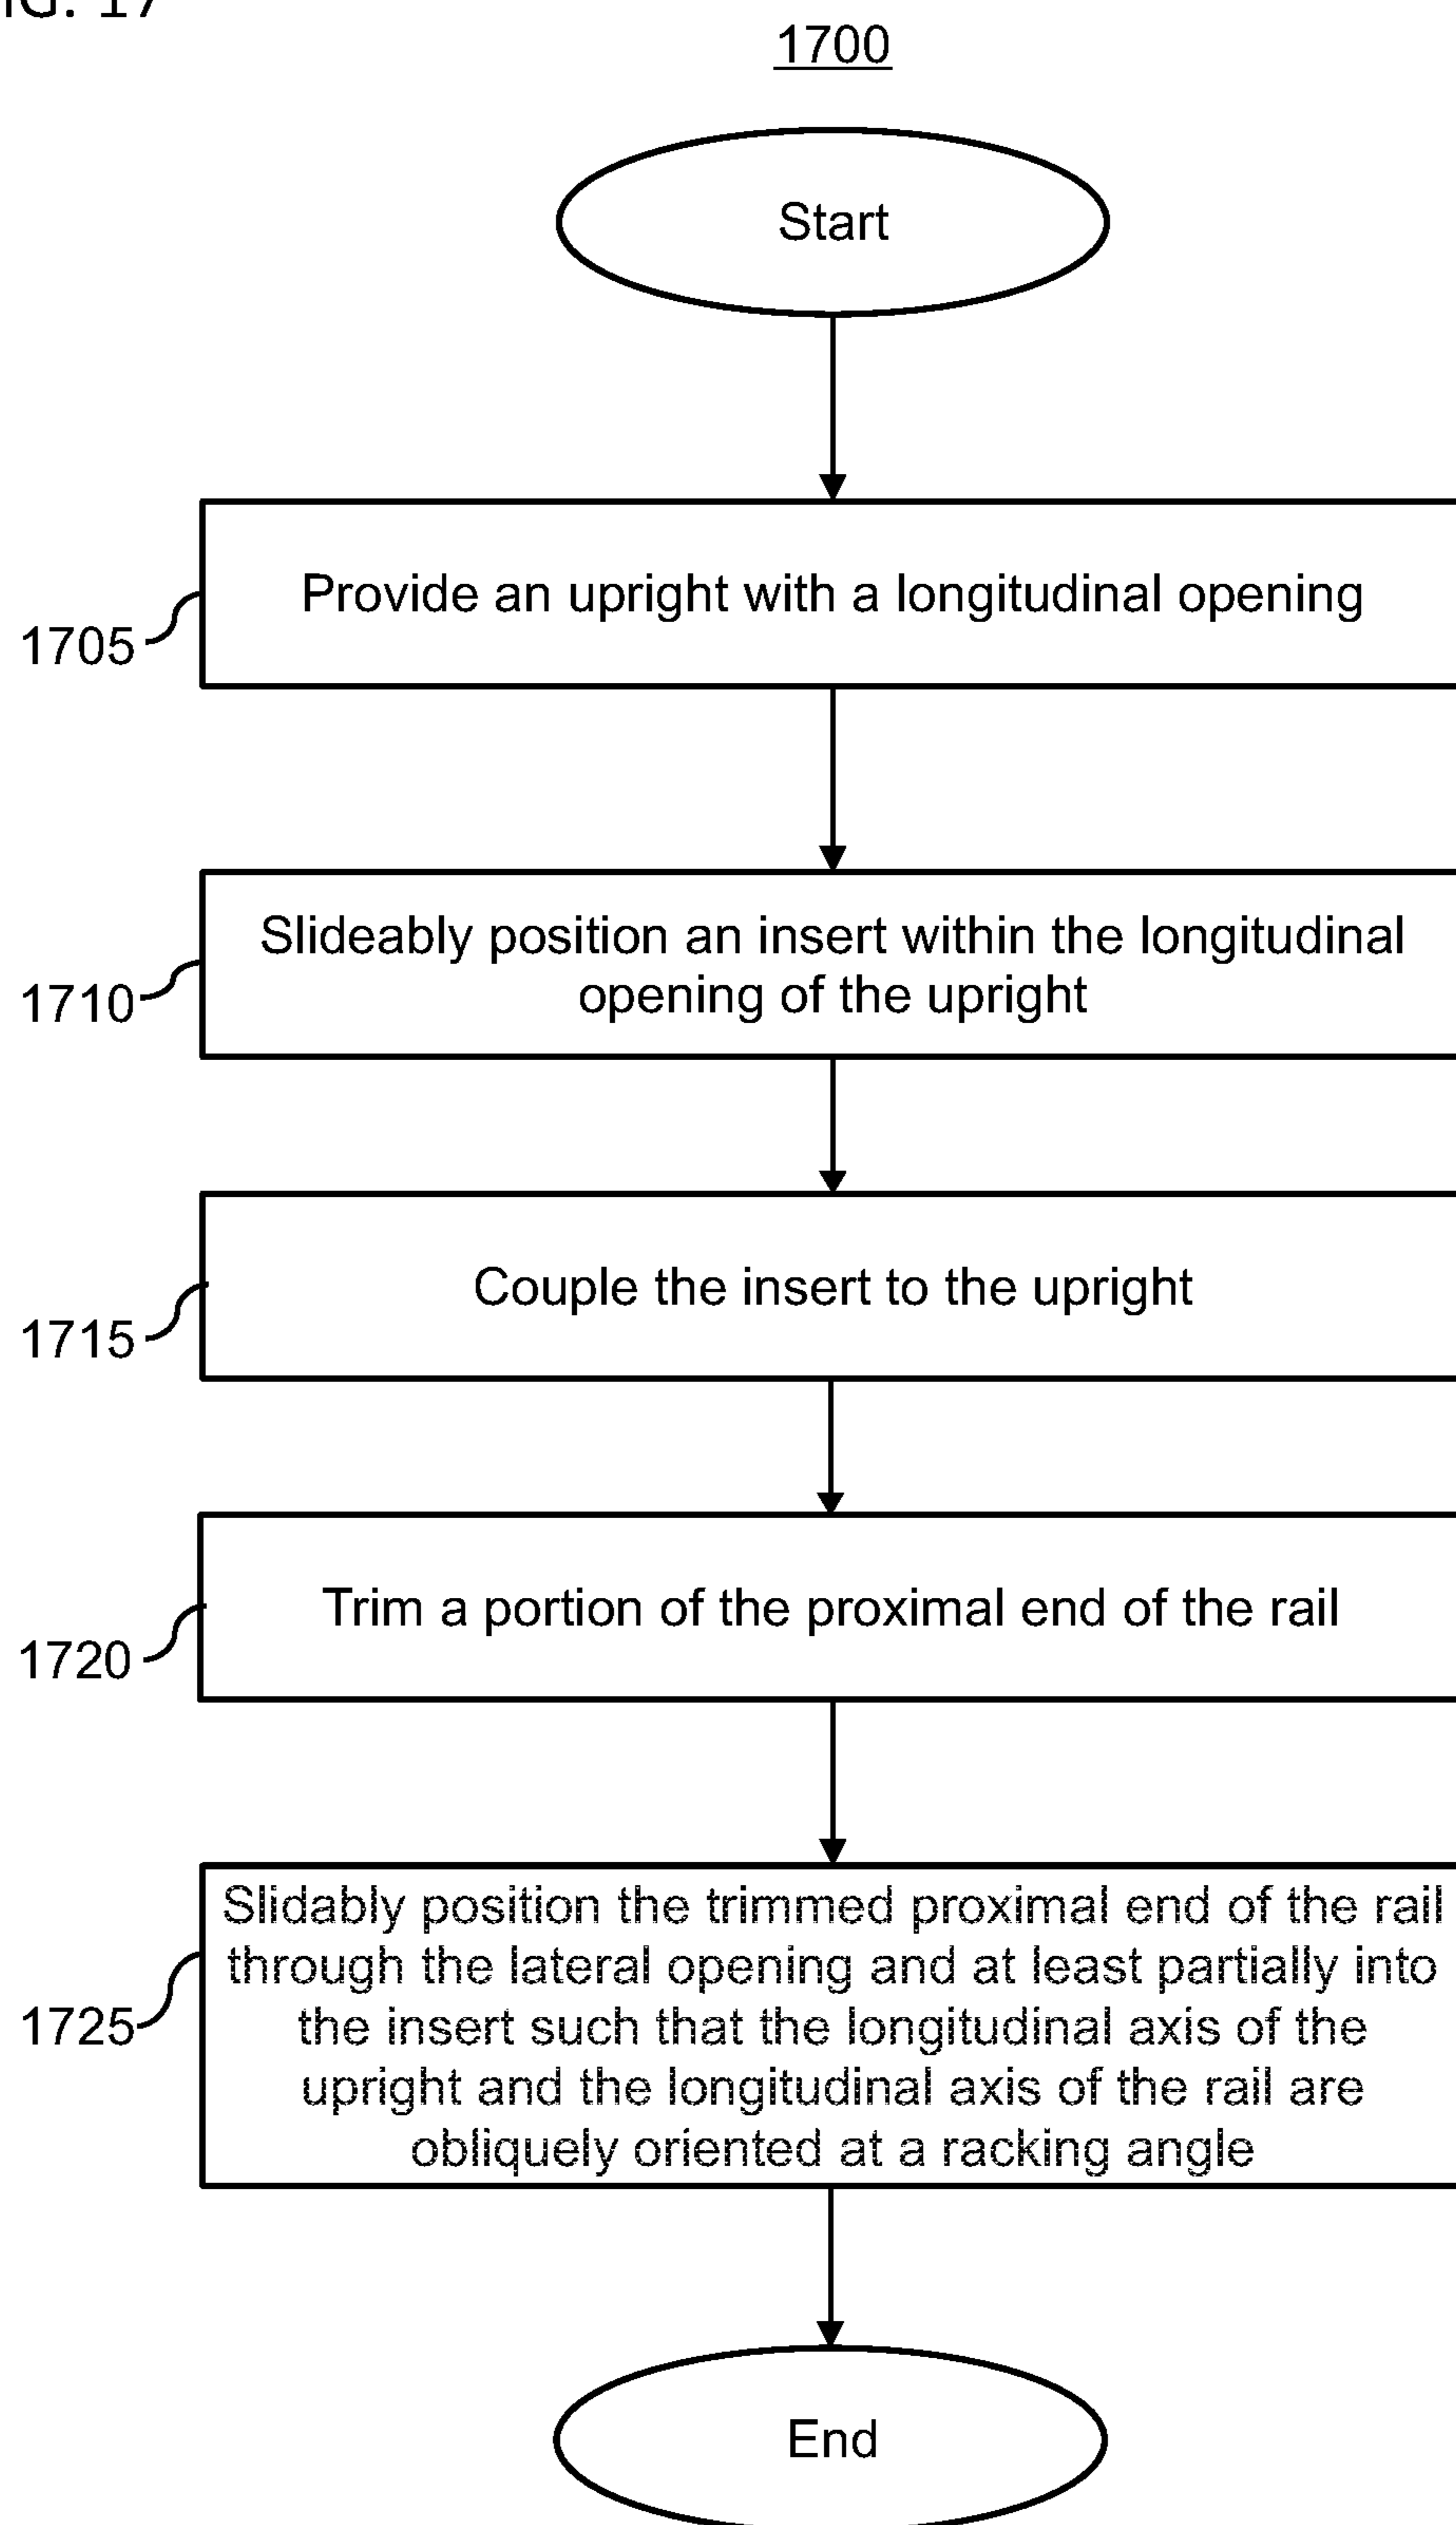 IG. 17
1700
Start
Provide an upright with a longitudinal opening
1705
Slideably position an insert within the longitudinal
opening of the upright
1710
Couple the insert to the upright
1715
Trim a portion of the proximal end of the rail
1720
Slidably position the trimmed proximal end of the rail
through the lateral opening and at least partially into
the insert such that the longitudinal axis of the
upright and the longitudinal axis of the rail are
obliquely oriented at a racking angle
1725
End